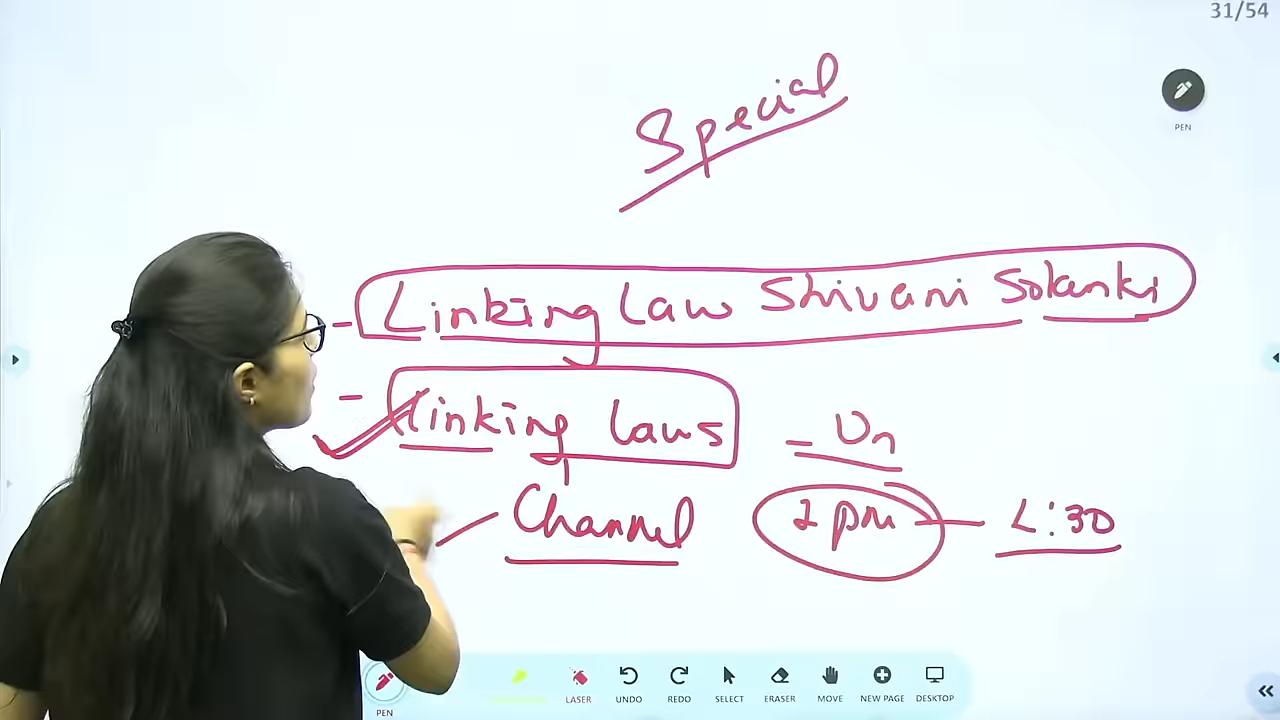 31/54
Special
PEN
- Linking Law Shivani Solanki
- Linking Laws
- Un
Channel
2 pm - 2:30
PEN
LASER
UNDO
REDO
SELECT
ERASER
MOVE
NEW PAGE
DESKTOP